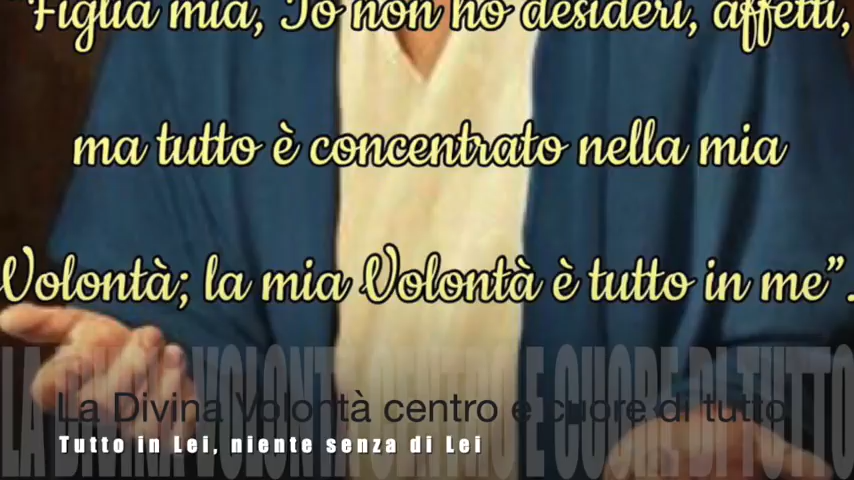 "Figlia mia, Io non ho desideri, affetti,
ma tutto è concentrato nella mia
Volontà; la mia Volontà è tutto in me".
LA DIVINA VOLONTÀ CENTRO E CUORE DI TUTTO
La Divina Volontà centro e cuore di tutto
Tutto in Lei, niente senza di Lei